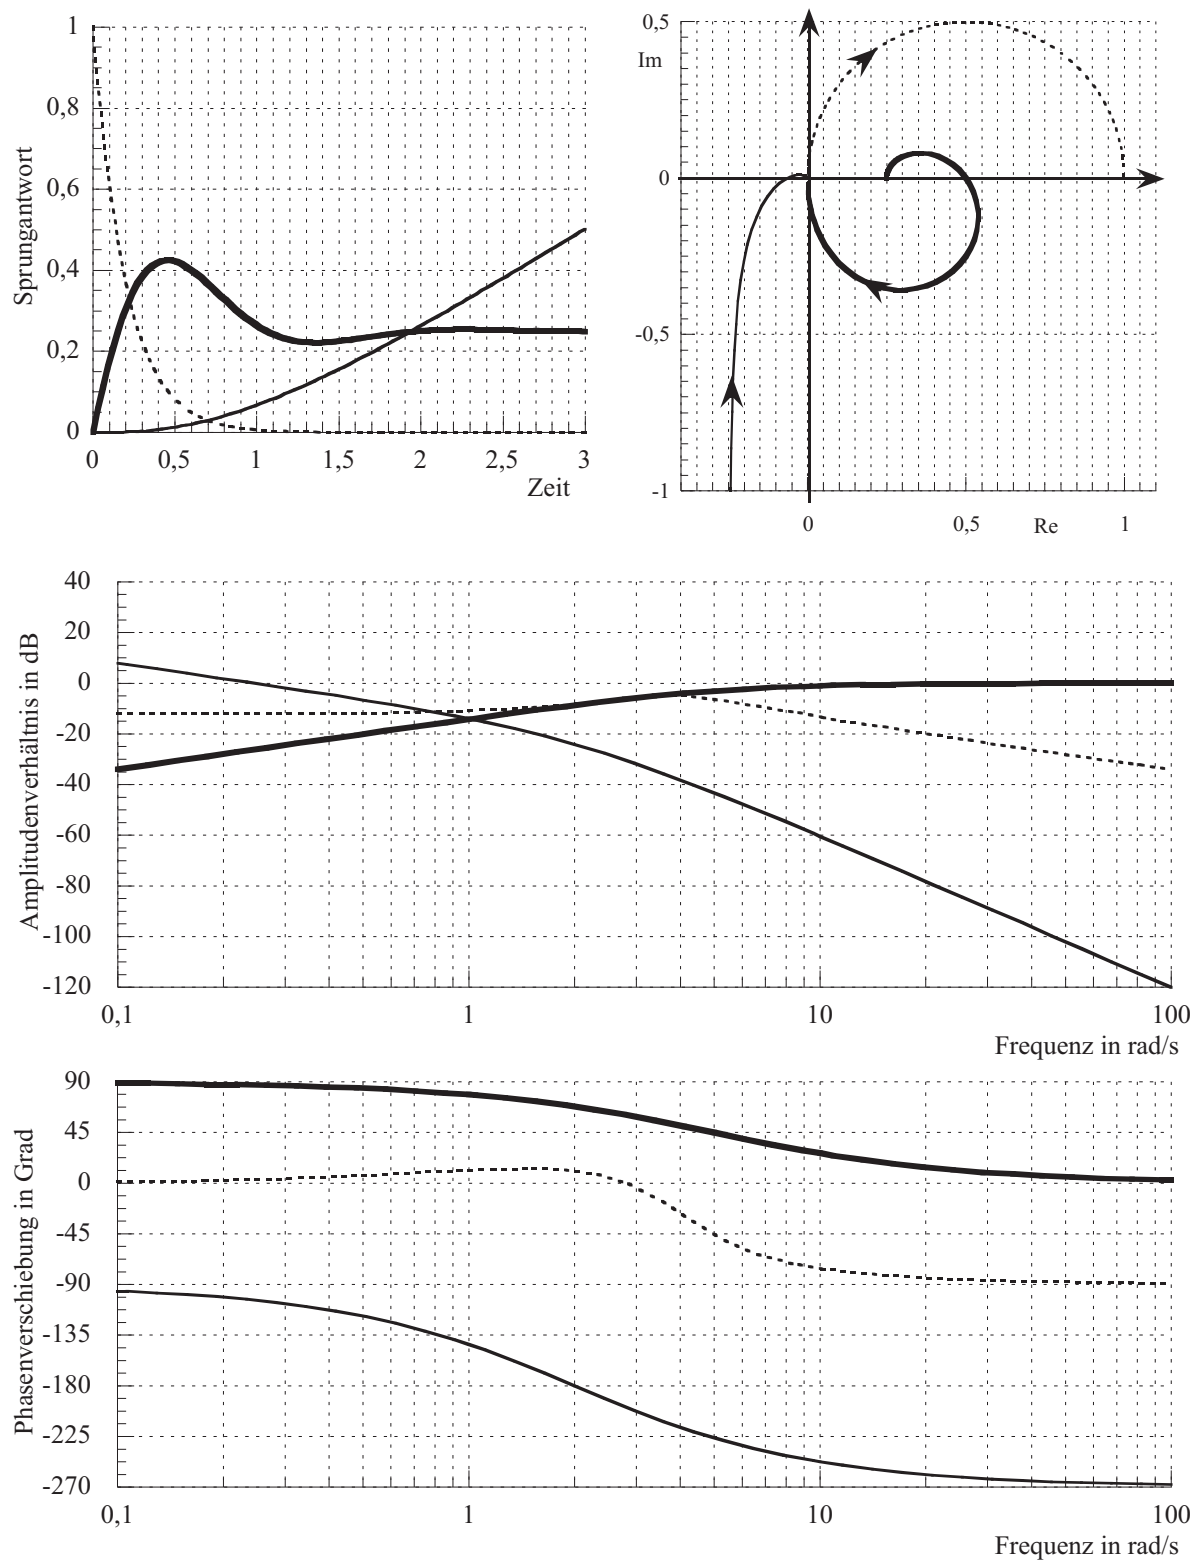 1
0,8
0,6
0,4
0,2
0
Sprungantwort
0 0,5 1 1,5 2 2,5 3
Zeit
0,5
Im
0
-0,5
-1
0 0,5 Re 1
40
20
0
-20
-40
-60
-80
-100
-120
Amplitudenverhältnis in dB
0,1 1 10 100
Frequenz in rad/s
90
45
0
-45
-90
-135
-180
-225
-270
Phasenverschiebung in Grad
0,1 1 10 100
Frequenz in rad/s